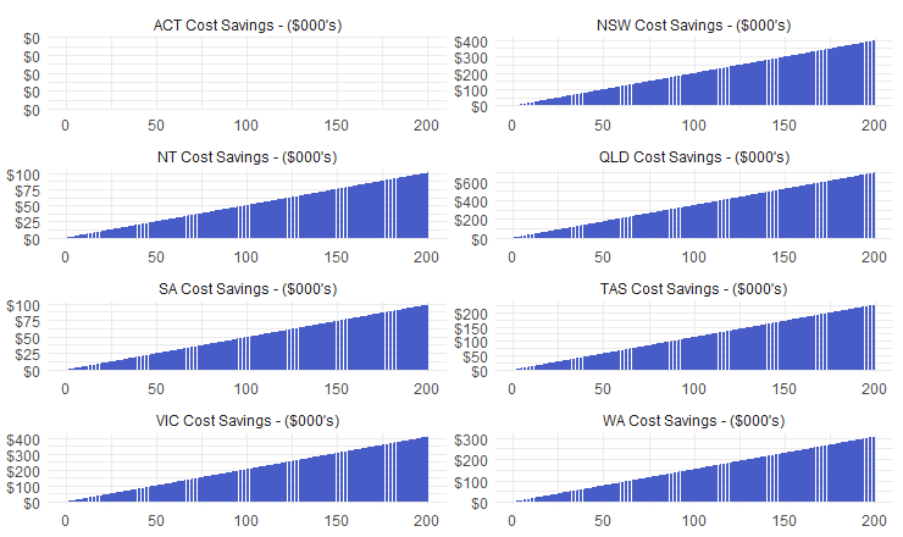 ACT Cost Savings - ($000's)
$0
$0
$0
$0
$0
0 50 100 150 200
NSW Cost Savings - ($000's)
$400
$300
$200
$100
$0
0 50 100 150 200
NT Cost Savings - ($000's)
$100
$75
$50
$25
$0
0 50 100 150 200
QLD Cost Savings - ($000's)
$600
$400
$200
$0
0 50 100 150 200
SA Cost Savings - ($000's)
$100
$75
$50
$25
$0
0 50 100 150 200
TAS Cost Savings - ($000's)
$200
$150
$100
$50
$0
0 50 100 150 200
VIC Cost Savings - ($000's)
$400
$300
$200
$100
$0
0 50 100 150 200
WA Cost Savings - ($000's)
$300
$200
$100
$0
0 50 100 150 200